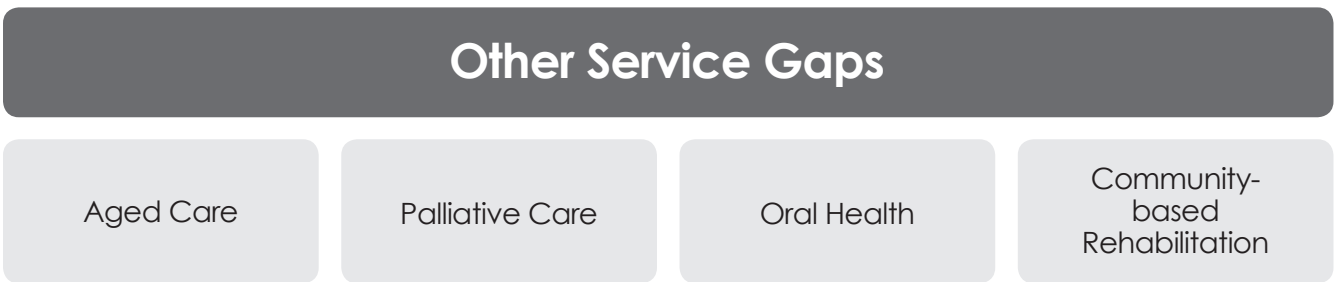 Other Service Gaps
Aged Care
Palliative Care
Oral Health
Community-
based
Rehabilitation